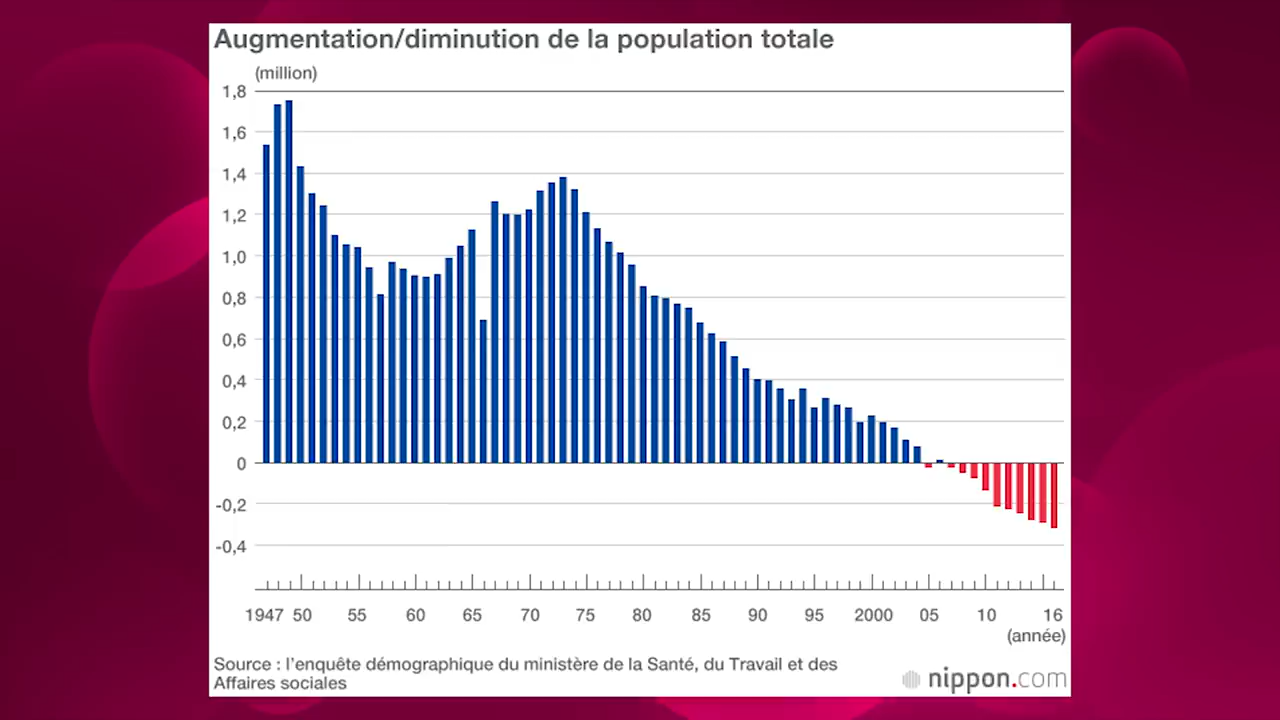 Augmentation/diminution de la population totale
(million)
1,8
1,6
1,4
1,2
1,0
0,8
0,6
0,4
0,2
0
-0,2
-0,4
1947 50 55 60 65 70 75 80 85 90 95 2000 05 10 16
(année)
Source : l'enquête démographique du ministère de la Santé, du Travail et des
Affaires sociales
nippon.com